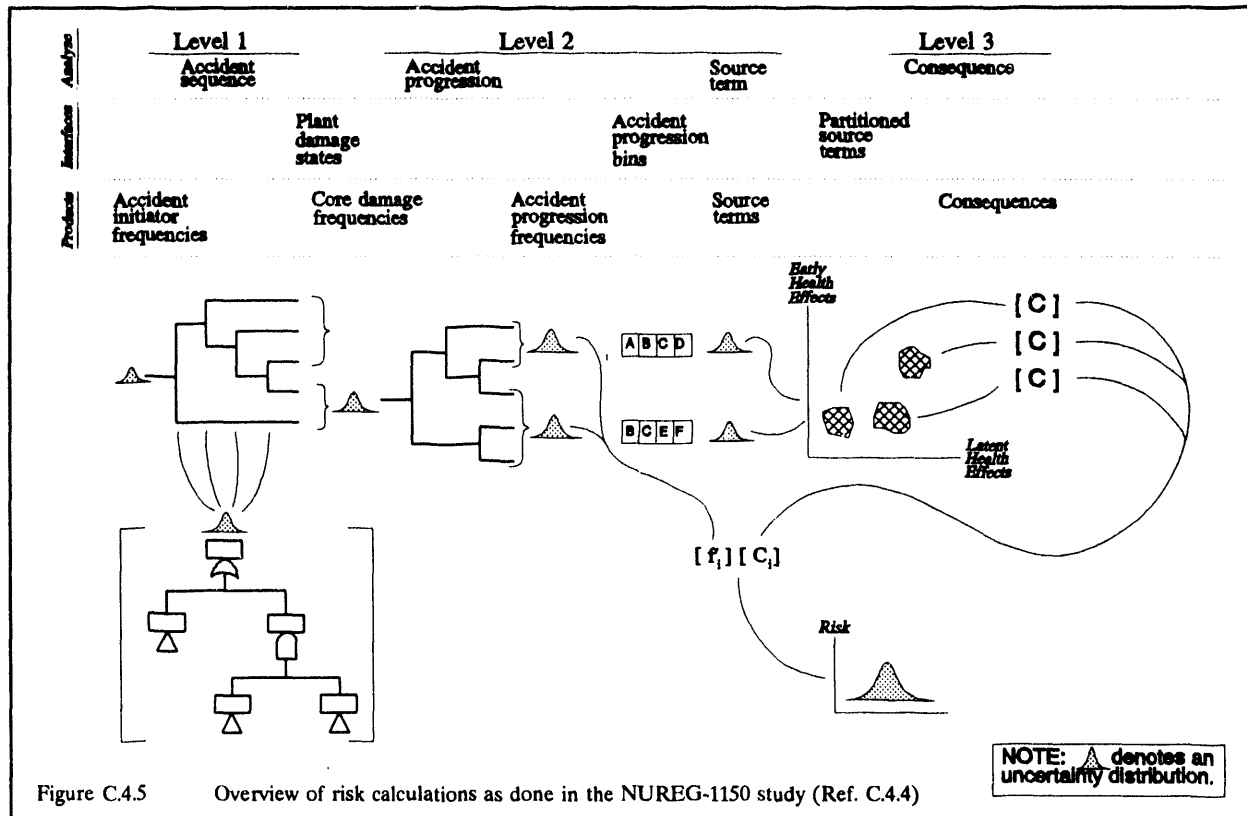 Analyze
Level 1
Level 2
Level 3
Accident
sequence
Accident
progression
Source
term
Consequence
Interfaces
Plant
damage
states
Accident
progression
bins
Partitioned
source
terms
Products
Accident
initiator
frequencies
Core damage
frequencies
Accident
progression
frequencies
Source
terms
Consequences
Early
Health
Effects
A B C D
B C E F
[ C ]
[ C ]
[ C ]
Latent
Health
Effects
[ f i ] [ C i ]
Risk
NOTE: denotes an
uncertainty distribution.
Figure C.4.5 Overview of risk calculations as done in the NUREG-1150 study (Ref. C.4.4)